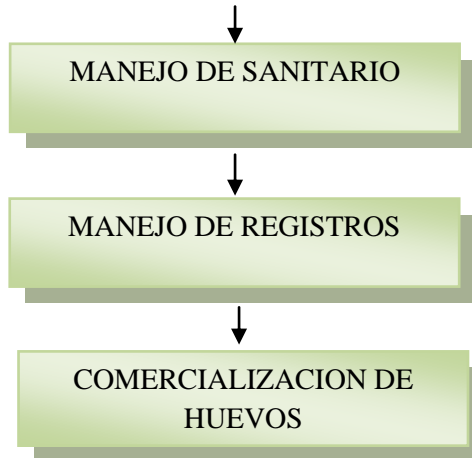 MANEJO DE SANITARIO
MANEJO DE REGISTROS
COMERCIALIZACION DE
HUEVOS